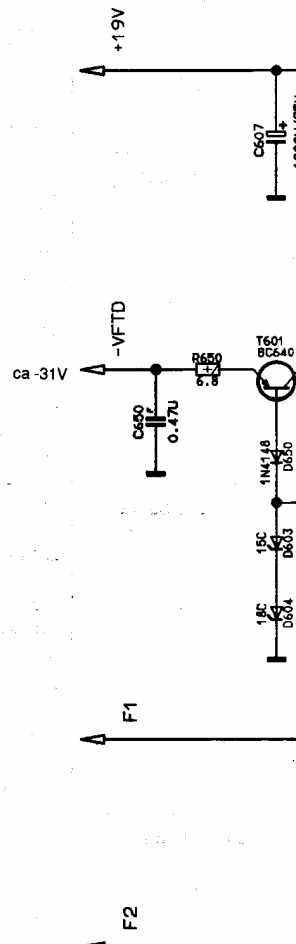 +19V
C607
+
-VFTD
ca -31V
R650
6.8
T601
BC640
C650
0.47U
1N4148
D650
15C
D603
18C
D604
F1
F2